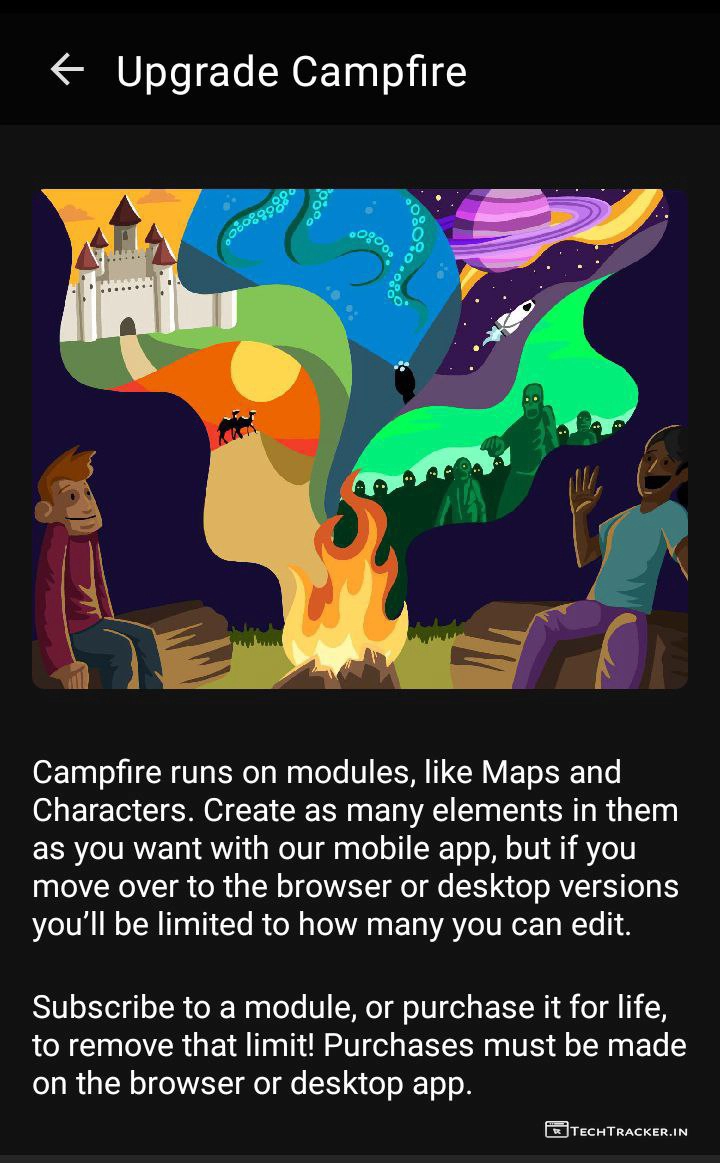 Upgrade Campfire
Campfire runs on modules, like Maps and
Characters. Create as many elements in them
as you want with our mobile app, but if you
move over to the browser or desktop versions
you’ll be limited to how many you can edit.
Subscribe to a module, or purchase it for life,
to remove that limit! Purchases must be made
on the browser or desktop app.
TECHTRACKER.IN